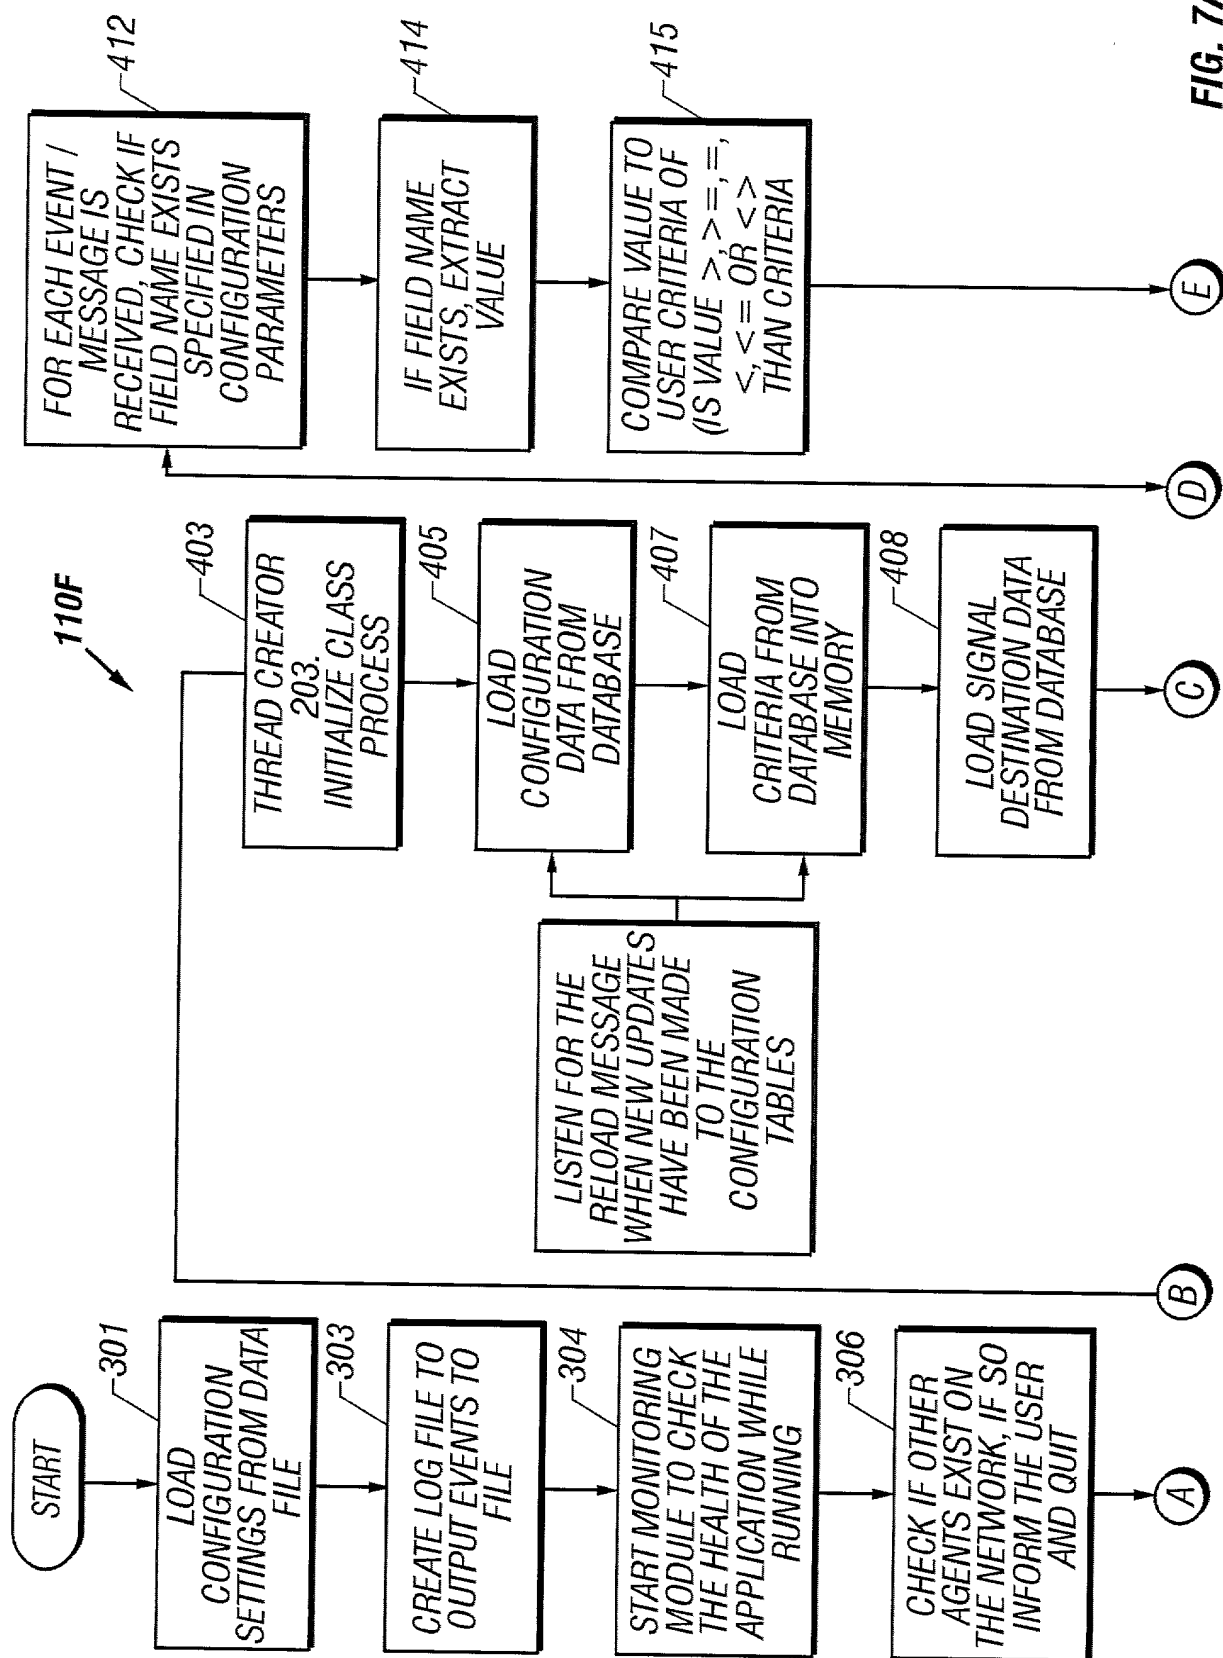 110F
START
301
LOAD
CONFIGURATION
SETTINGS FROM DATA
FILE
303
CREATE LOG FILE TO
OUTPUT EVENTS TO
FILE
304
START MONITORING
MODULE TO CHECK
THE HEALTH OF THE
APPLICATION WHILE
RUNNING
306
CHECK IF OTHER
AGENTS EXIST ON
THE NETWORK, IF SO
INFORM THE USER
AND QUIT
A
B
403
THREAD CREATOR
203.
INITIALIZE CLASS
PROCESS
405
LOAD
CONFIGURATION
DATA FROM
DATABASE
LISTEN FOR THE
RELOAD MESSAGE
WHEN NEW UPDATES
HAVE BEEN MADE
TO THE
CONFIGURATION
TABLES
407
LOAD
CRITERIA FROM
DATABASE INTO
MEMORY
408
LOAD SIGNAL
DESTINATION DATA
FROM DATABASE
C
D
412
FOR EACH EVENT /
MESSAGE IS
RECEIVED, CHECK IF
FIELD NAME EXISTS
SPECIFIED IN
CONFIGURATION
PARAMETERS
414
IF FIELD NAME
EXISTS, EXTRACT
VALUE
415
COMPARE VALUE TO
USER CRITERIA OF
(IS VALUE >, >=, =,
<, <= OR <>
THAN CRITERIA
E
FIG. 7A